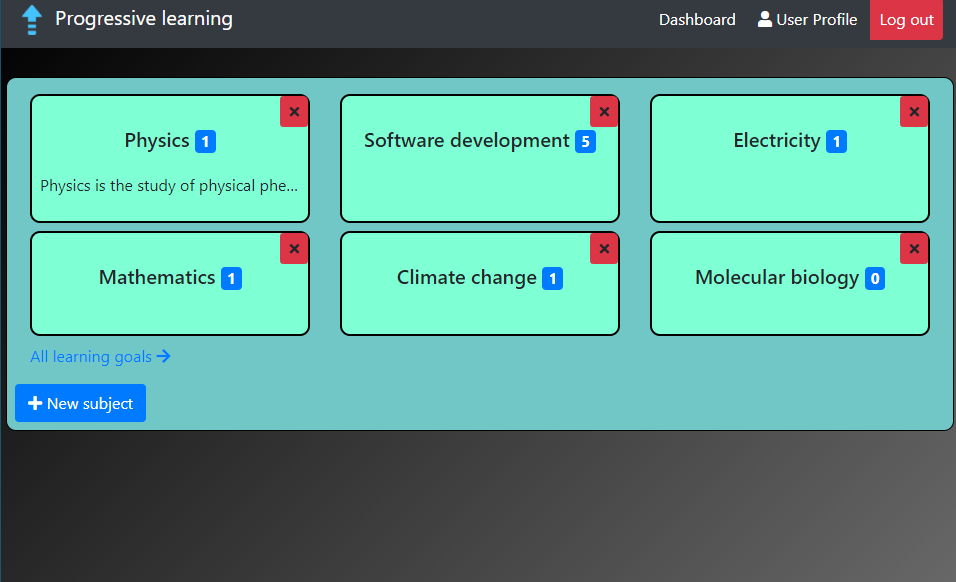 Progressive learning
Dashboard
User Profile
Log out
Physics 1
Physics is the study of physical phe...
Software development 5
Electricity 1
Mathematics 1
Climate change 1
Molecular biology 0
All learning goals
New subject